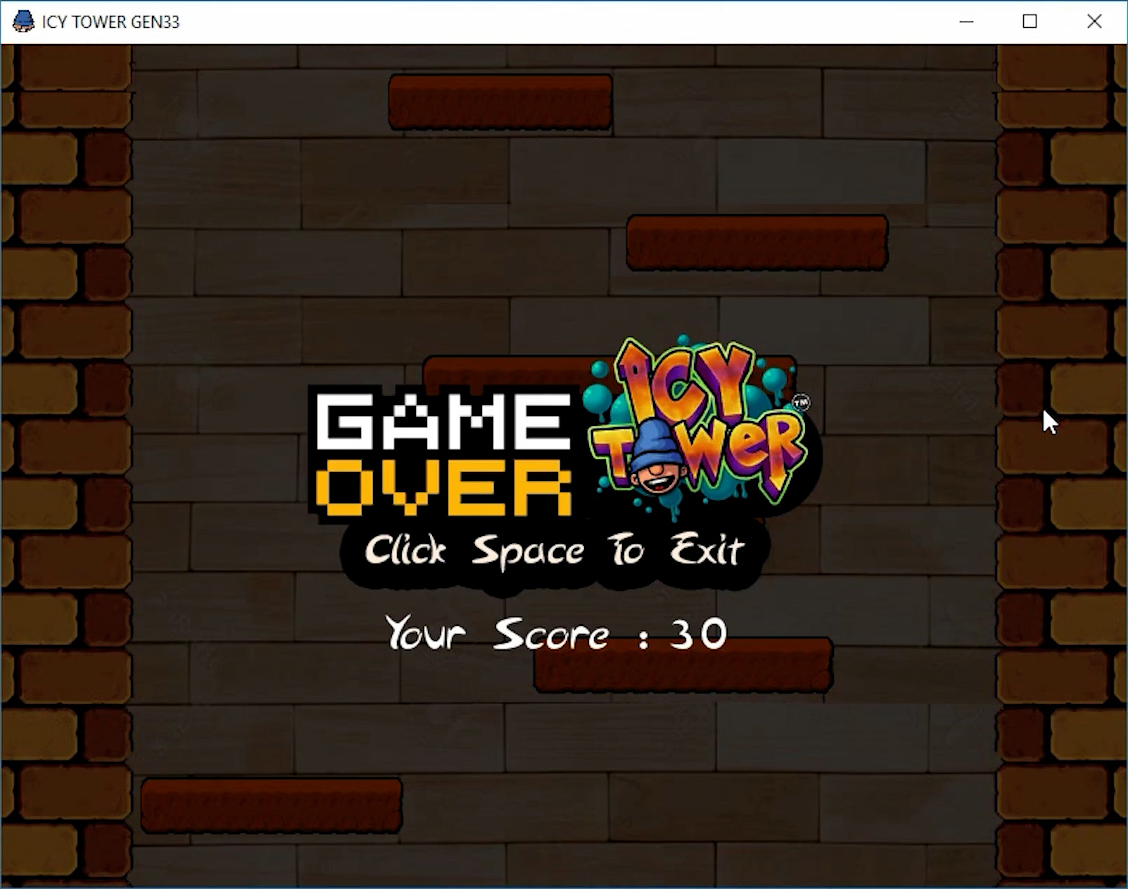 ICY TOWER GEN33
GAME
OVER
ICY
TOWER
TM
Click Space To Exit
Your Score : 30